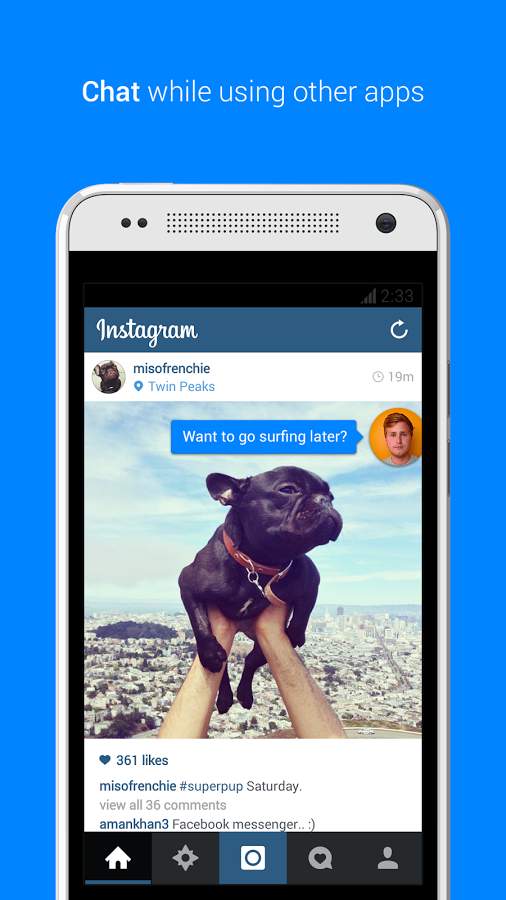 Chat while using other apps
2:33
Instagram
misofrenchie
Twin Peaks
19m
Want to go surfing later?
361 likes
misofrenchie #superpup Saturday.
view all 36 comments
amankhan3 Facebook messenger.. :)